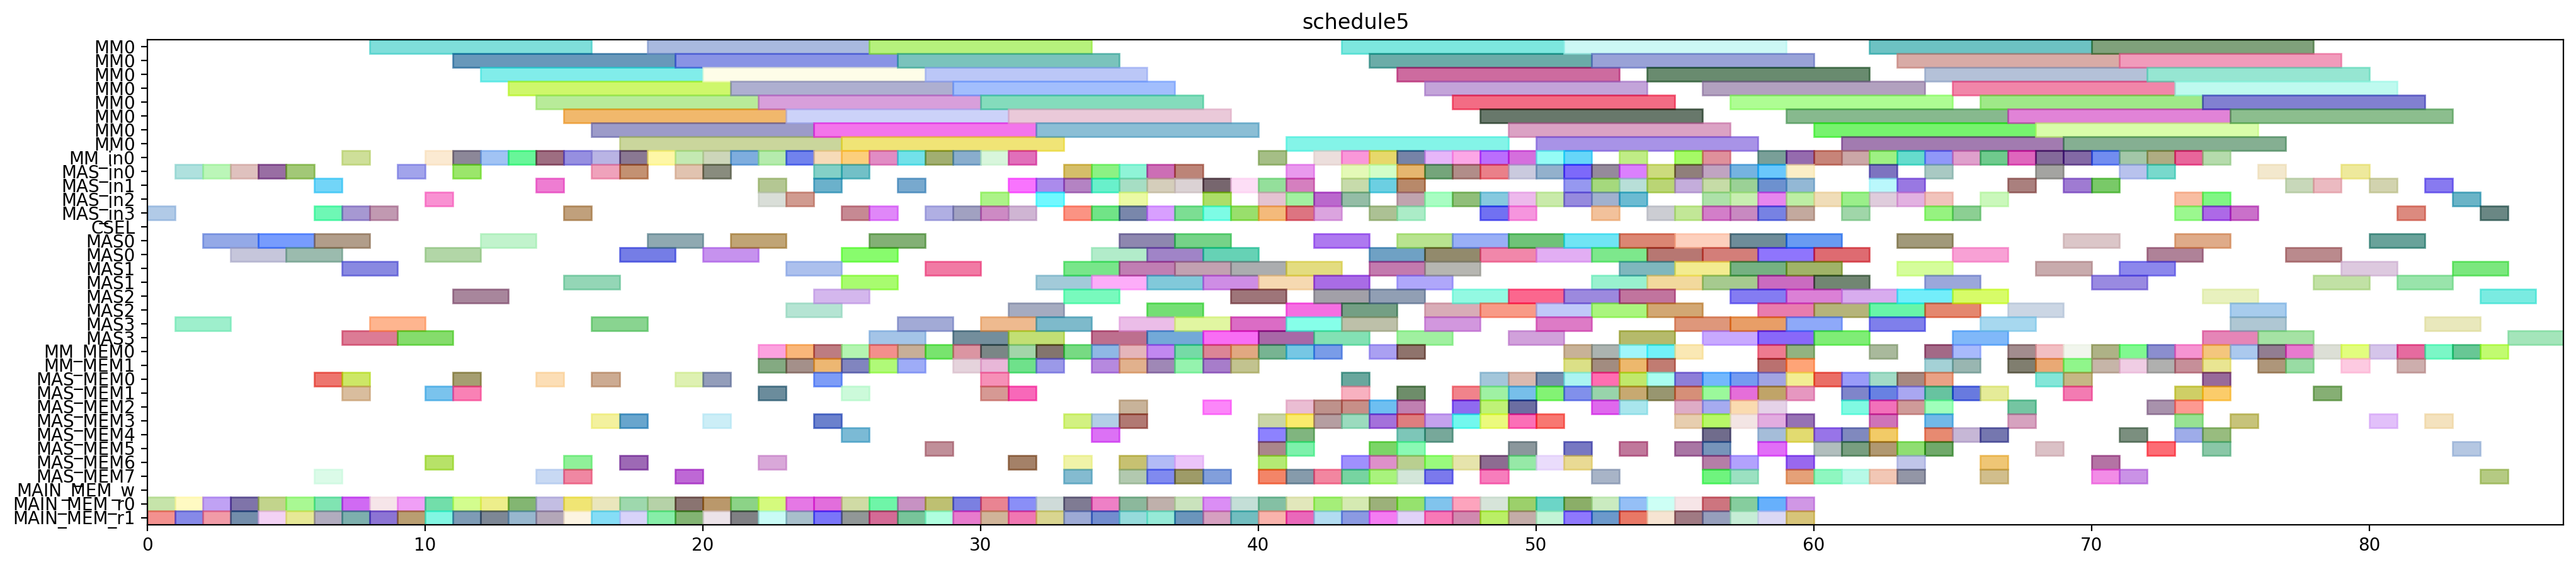 schedule5
MM0
MM0
MM0
MM0
MM0
MM0
MM0
MM0
MM_in0
MAS_in0
MAS_in1
MAS_in2
MAS_in3
CSEL
MAS0
MAS0
MAS1
MAS1
MAS2
MAS2
MAS3
MAS3
MM_MEM0
MM_MEM1
MAS_MEM0
MAS_MEM1
MAS_MEM2
MAS_MEM3
MAS_MEM4
MAS_MEM5
MAS_MEM6
MAS_MEM7
MAIN_MEM_w
MAIN_MEM_r0
MAIN_MEM_r1
0 10 20 30 40 50 60 70 80